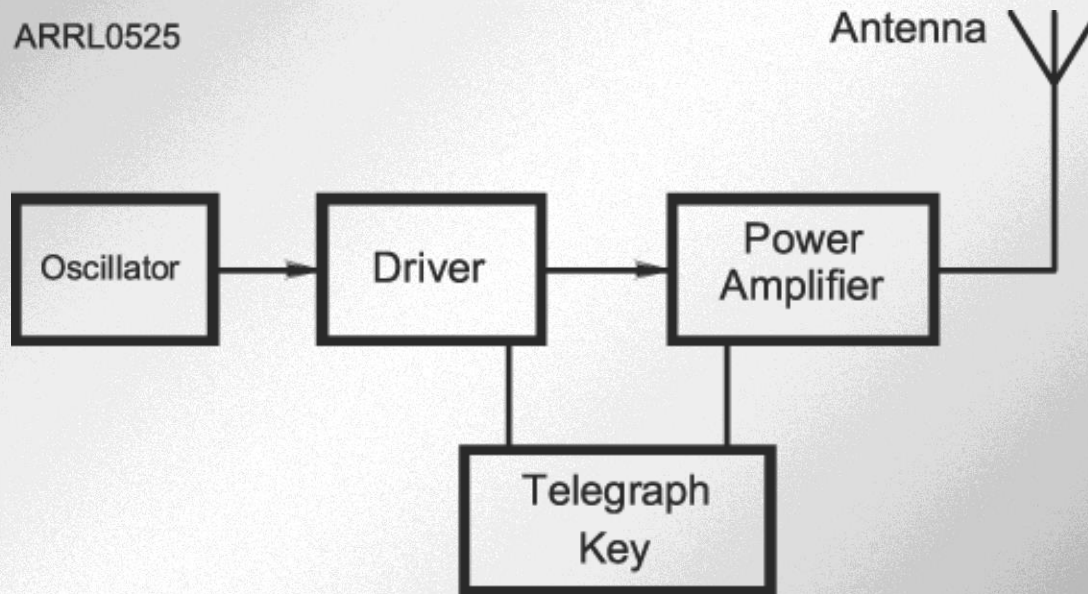 ARRL0525
Antenna
Oscillator
Driver
Power
Amplifier
Telegraph
Key